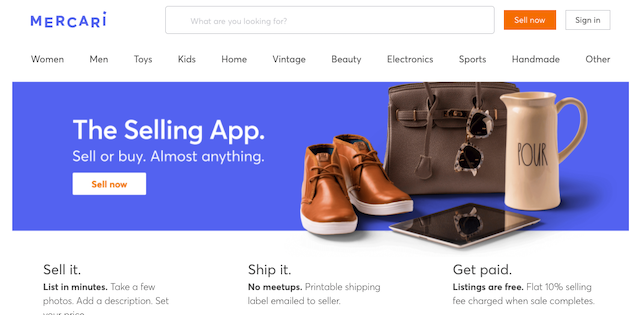 MERCARI
What are you looking for?
Sell now
Sign in
Women Men Toys Kids Home Vintage Beauty Electronics Sports Handmade Other
The Selling App.
Sell or buy. Almost anything.
Sell now
POUR
Sell it.
List in minutes. Take a few
photos. Add a description. Set
your price.
Ship it.
No meetups. Printable shipping
label emailed to seller.
Get paid.
Listings are free. Flat 10% selling
fee charged when sale completes.